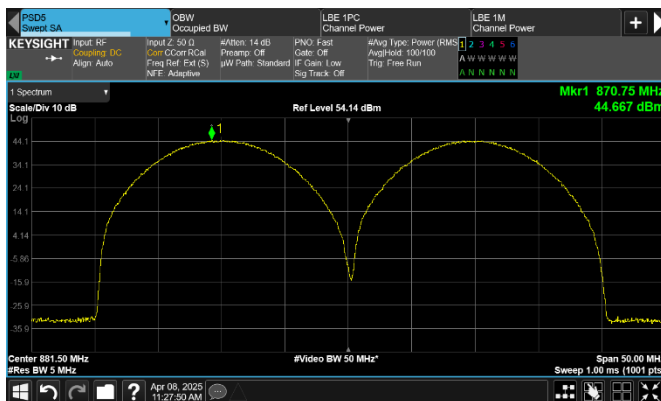 PSD5
Swept SA
OBW
Occupied BW
LBE 1PC
Channel Power
LBE 1M
Channel Power
KEYSIGHT
Input: RF
Coupling: DC
Align: Auto
Input Z: 50 Ω
Corr CCorr RCal
Freq Ref: Ext (S)
NFE: Adaptive
#Atten: 14 dB
Preamp: Off
µW Path: Standard
PNO: Fast
Gate: Off
IF Gain: Low
Sig Track: Off
#Avg Type: Power (RMS
Avg|Hold: 100/100
Trig: Free Run
1 2 3 4 5 6
A W W W W W
A N N N N N
1 Spectrum
Scale/Div 10 dB
Log
Ref Level 54.14 dBm
Mkr1 870.75 MHz
44.667 dBm
1
44.1
34.1
24.1
14.1
4.14
-5.86
-15.9
-25.9
-35.9
Center 881.50 MHz
#Res BW 5 MHz
#Video BW 50 MHz*
Span 50.00 MHz
Sweep 1.00 ms (1001 pts)
?
Apr 08, 2025
11:27:50 AM